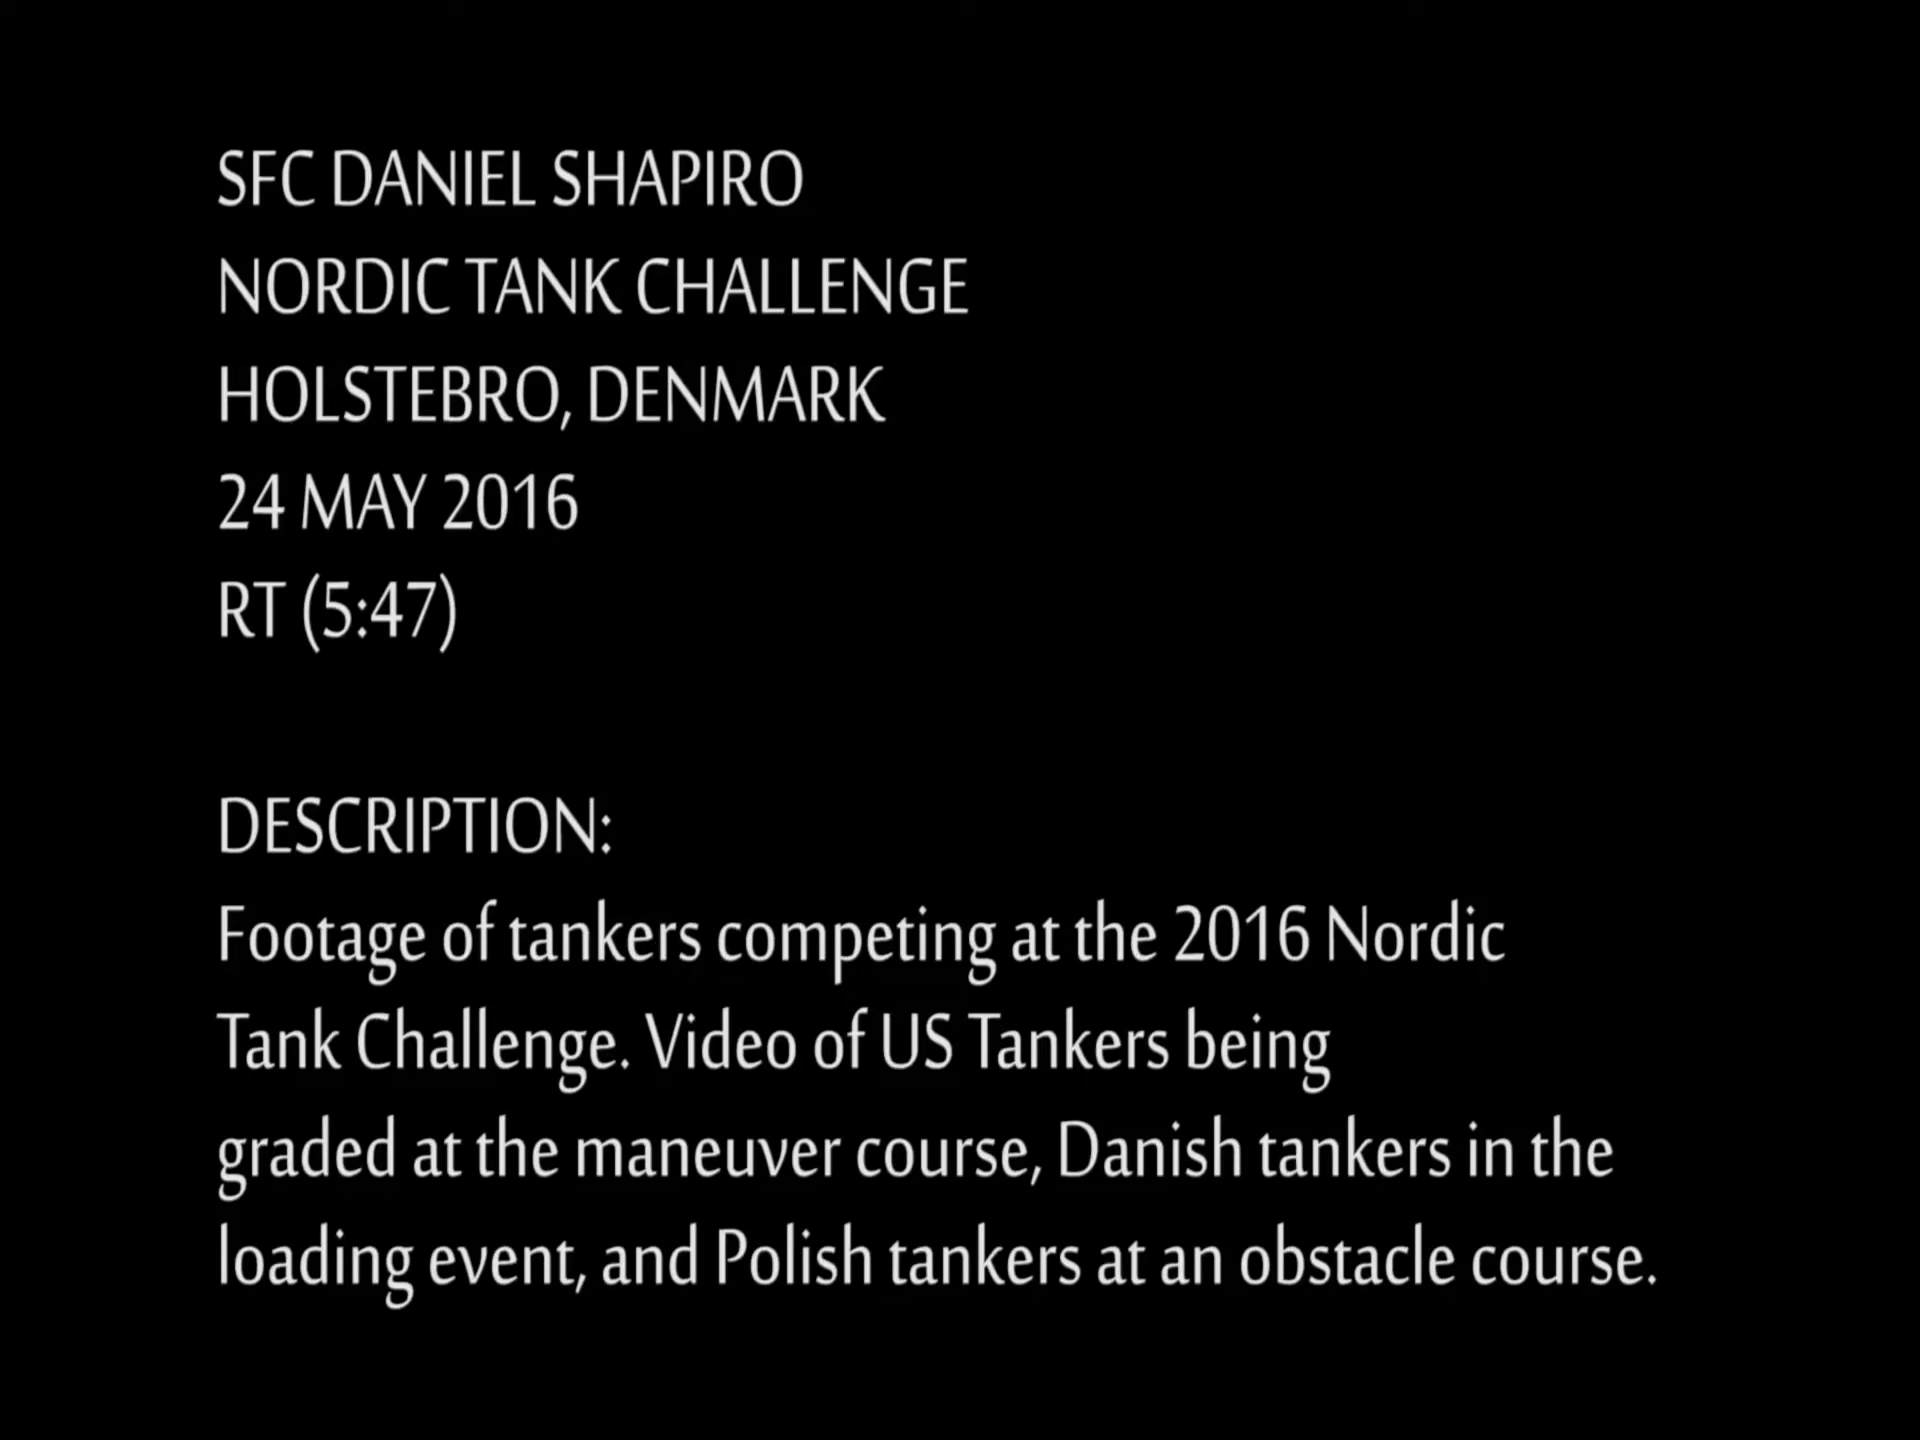 SFC DANIEL SHAPIRO
NORDIC TANK CHALLENGE
HOLSTEBRO, DENMARK
24 MAY 2016
RT (5:47)
DESCRIPTION:
Footage of tankers competing at the 2016 Nordic
Tank Challenge. Video of US Tankers being
graded at the maneuver course, Danish tankers in the
loading event, and Polish tankers at an obstacle course.